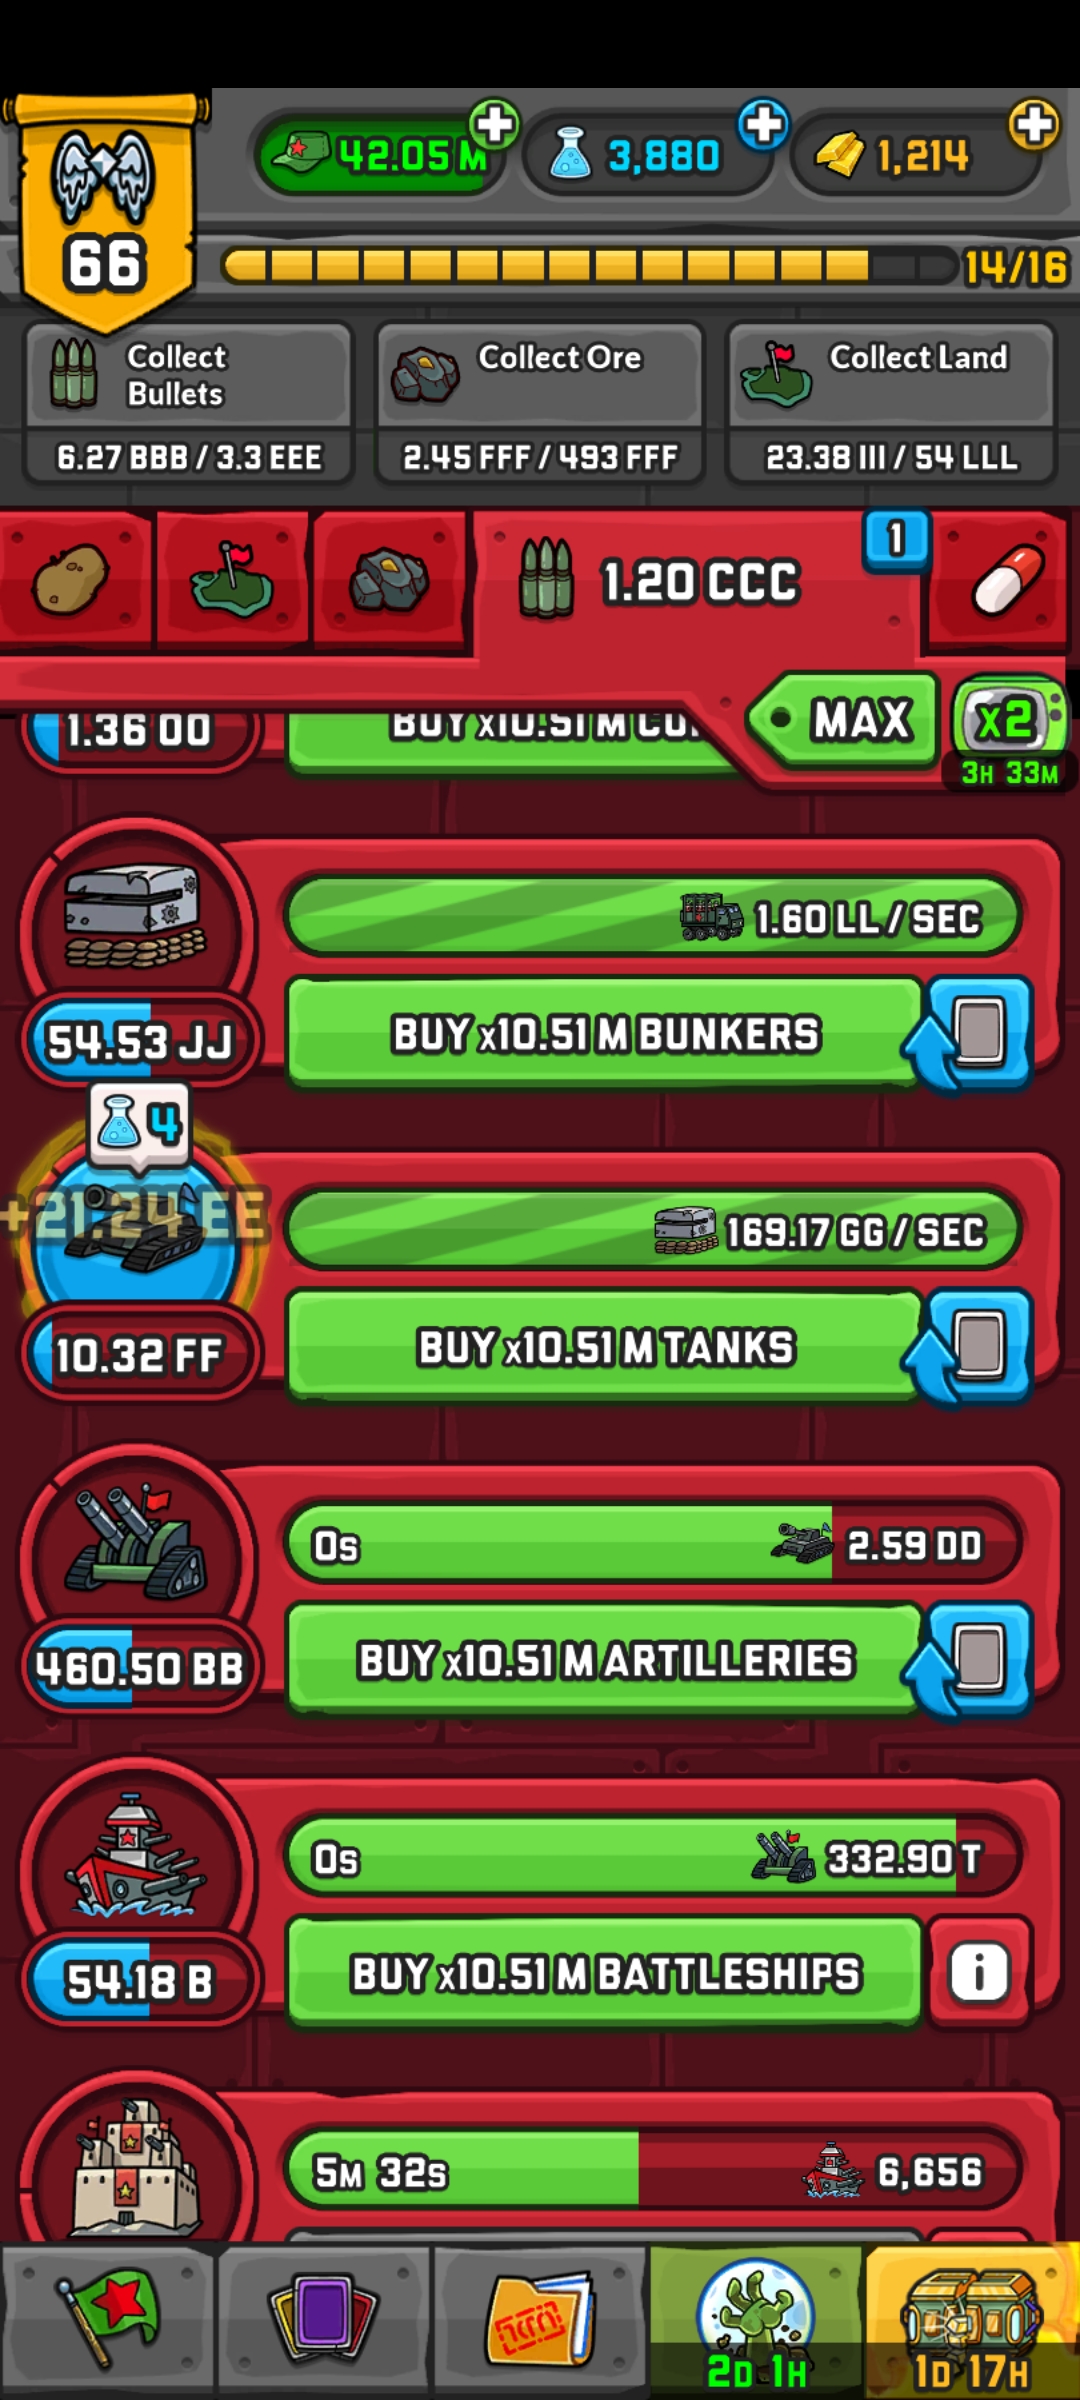 42.05 M
3,880
1,214
66
14/16
Collect
Bullets
Collect Ore
Collect Land
6.27 BBB / 3.3 EEE
2.45 FFF / 493 FFF
23.38 III / 54 LLL
1.20 CCC
1
MAX
x2
3H 33M
1.36 OO
BUY x10.51 M
1.60 LL / SEC
BUY x10.51 M BUNKERS
54.53 JJ
4
+21.24 EE
169.17 GG / SEC
BUY x10.51 M TANKS
10.32 FF
0s
2.59 DD
BUY x10.51 M ARTILLERIES
460.50 BB
0s
332.90 T
BUY x10.51 M BATTLESHIPS
i
54.18 B
5M 32s
6,656
2D 1H
1D 17H